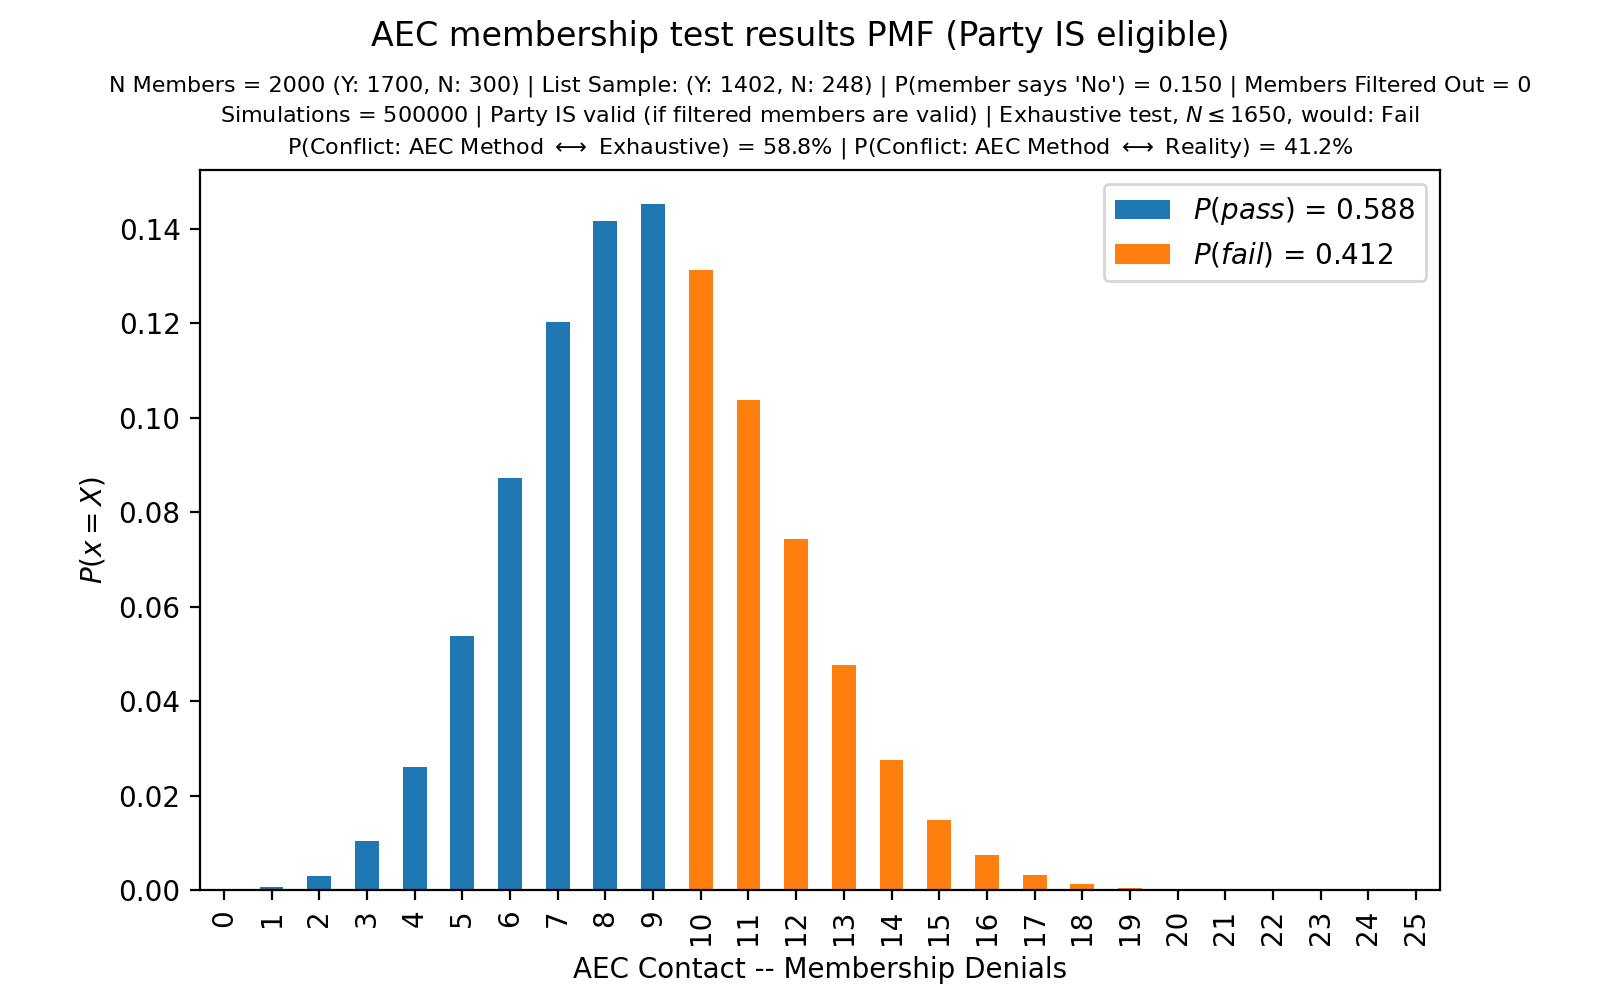 AEC membership test results PMF (Party IS eligible)
N Members = 2000 (Y: 1700, N: 300) | List Sample: (Y: 1402, N: 248) | P(member says 'No') = 0.150 | Members Filtered Out = 0
Simulations = 500000 | Party IS valid (if filtered members are valid) | Exhaustive test, N ≤ 1650, would: Fail
P(Conflict: AEC Method ⟷ Exhaustive) = 58.8% | P(Conflict: AEC Method ⟷ Reality) = 41.2%
P(pass) = 0.588
P(fail) = 0.412
0.14
0.12
0.10
0.08
0.06
0.04
0.02
0.00
P(x = X)
0 1 2 3 4 5 6 7 8 9 10 11 12 13 14 15 16 17 18 19 20 21 22 23 24 25
AEC Contact -- Membership Denials